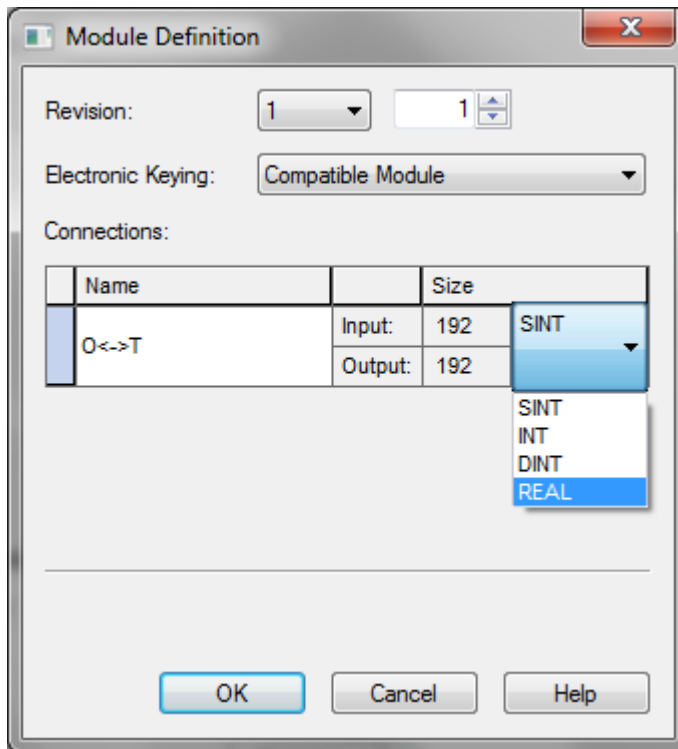 Module Definition
Revision: 1 1
Electronic Keying: Compatible Module
Connections:
Name Size
O<->T Input: 192 SINT
Output: 192
SINT
INT
DINT
REAL
OK Cancel Help